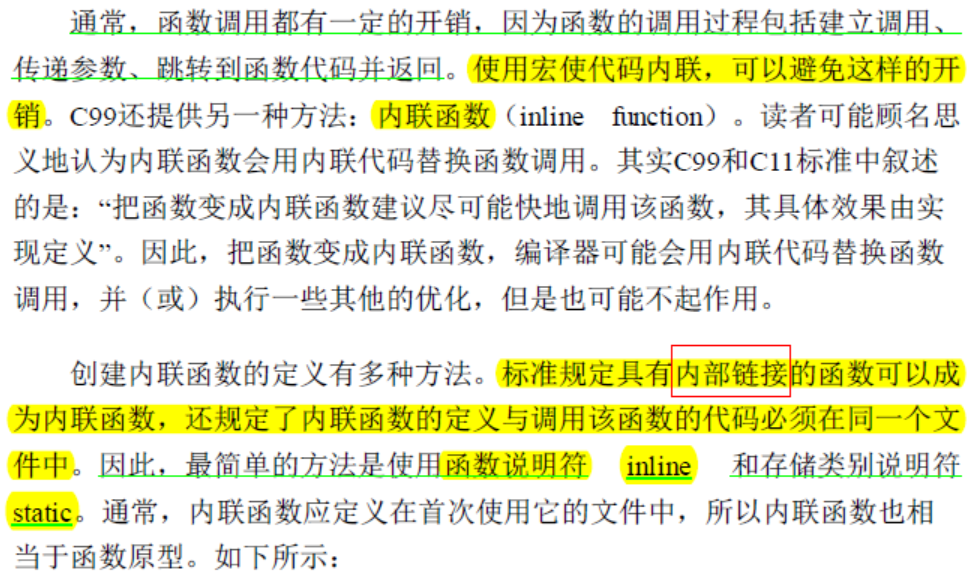 通常，函数调用都有一定的开销，因为函数的调用过程包括建立调用、
传递参数、跳转到函数代码并返回。使用宏使代码内联，可以避免这样的开
销。C99还提供另一种方法：内联函数（inline function）。读者可能顾名思
义地认为内联函数会用内联代码替换函数调用。其实C99和C11标准中叙述
的是：“把函数变成内联函数建议尽可能快地调用该函数，其具体效果由实
现定义”。因此，把函数变成内联函数，编译器可能会用内联代码替换函数
调用，并（或）执行一些其他的优化，但是也可能不起作用。
创建内联函数的定义有多种方法。标准规定具有内部链接的函数可以成
为内联函数，还规定了内联函数的定义与调用该函数的代码必须在同一个文
件中。因此，最简单的方法是使用函数说明符 inline 和存储类别说明符
static。通常，内联函数应定义在首次使用它的文件中，所以内联函数也相
当于函数原型。如下所示：